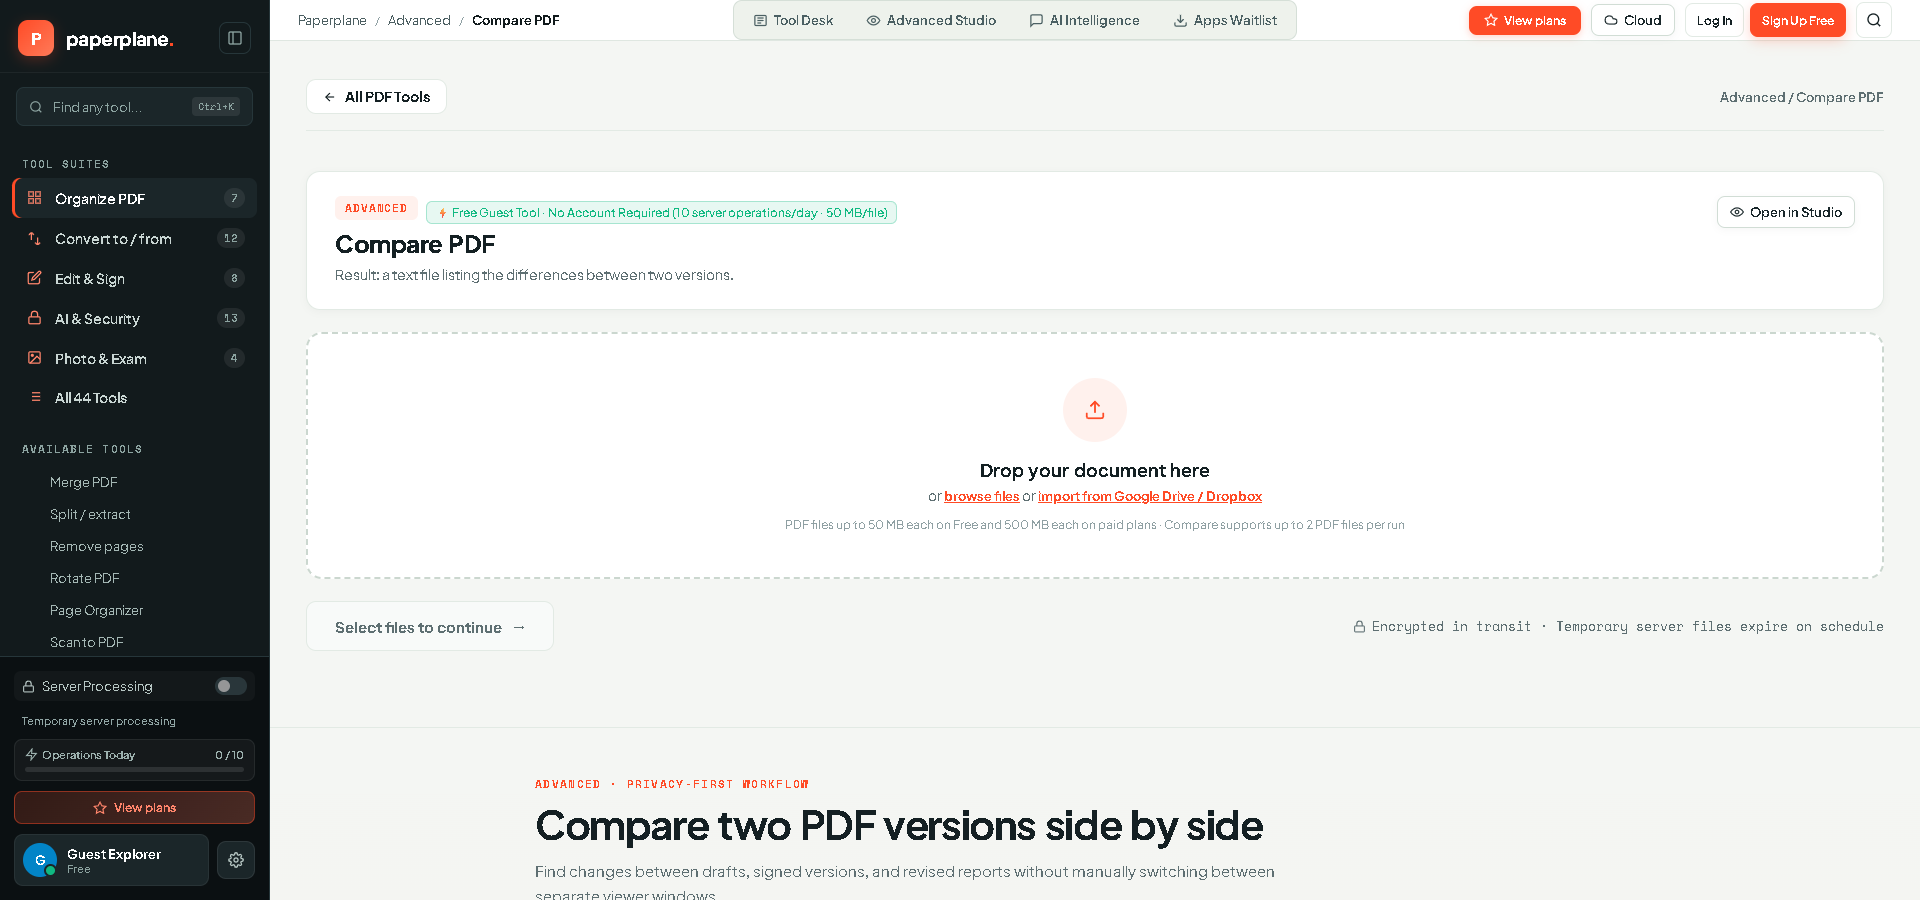 P paperplane.
Find any tool... Ctrl+K
TOOL SUITES
Organize PDF 7
Convert to / from 12
Edit & Sign 8
AI & Security 13
Photo & Exam 4
All 44 Tools
AVAILABLE TOOLS
Merge PDF
Split / extract
Remove pages
Rotate PDF
Page Organizer
Scan to PDF
Server Processing
Temporary server processing
Operations Today 0 / 10
View plans
G Guest Explorer
Free
Paperplane / Advanced / Compare PDF
Tool Desk Advanced Studio AI Intelligence Apps Waitlist
View plans Cloud Log In Sign Up Free
← All PDF Tools
Advanced / Compare PDF
ADVANCED Free Guest Tool · No Account Required (10 server operations/day · 50 MB/file)
Open in Studio
Compare PDF
Result: a text file listing the differences between two versions.
Drop your document here
or browse files or import from Google Drive / Dropbox
PDF files up to 50 MB each on Free and 500 MB each on paid plans · Compare supports up to 2 PDF files per run
Select files to continue →
Encrypted in transit · Temporary server files expire on schedule
ADVANCED · PRIVACY-FIRST WORKFLOW
Compare two PDF versions side by side
Find changes between drafts, signed versions, and revised reports without manually switching between
separate viewer windows.